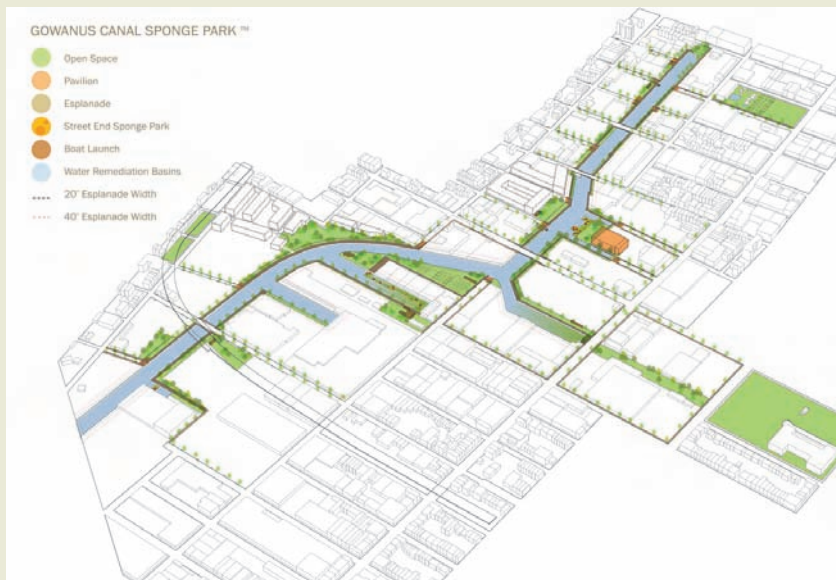 GOWANUS CANAL SPONGE PARK ™
Open Space
Pavilion
Esplanade
Street End Sponge Park
Boat Launch
Water Remediation Basins
20' Esplanade Width
40' Esplanade Width